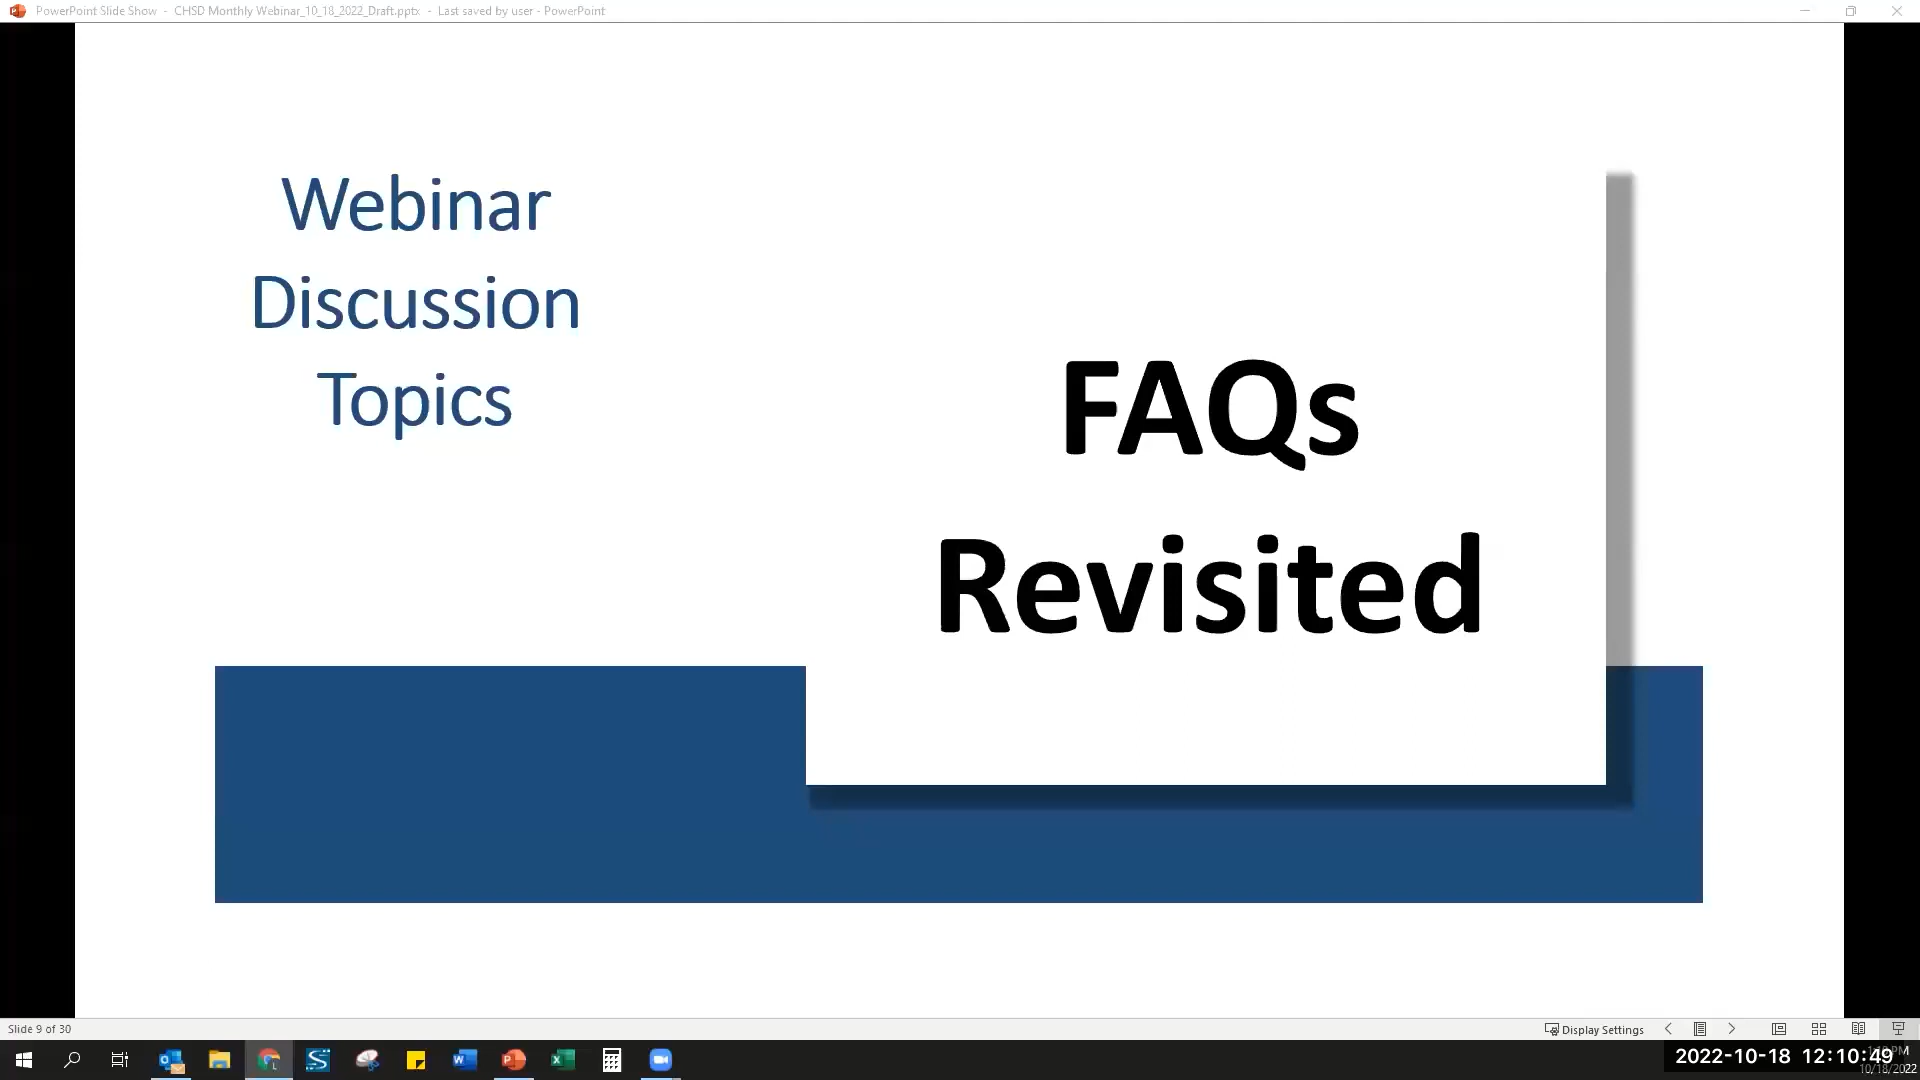 PowerPoint Slide Show - CHSD Monthly Webinar_10_18_2022_Draft.pptx - Last saved by user - PowerPoint
Webinar
Discussion
Topics
FAQs
Revisited
Slide 9 of 30
Display Settings
2022-10-18 12:10:49
10/18/2022